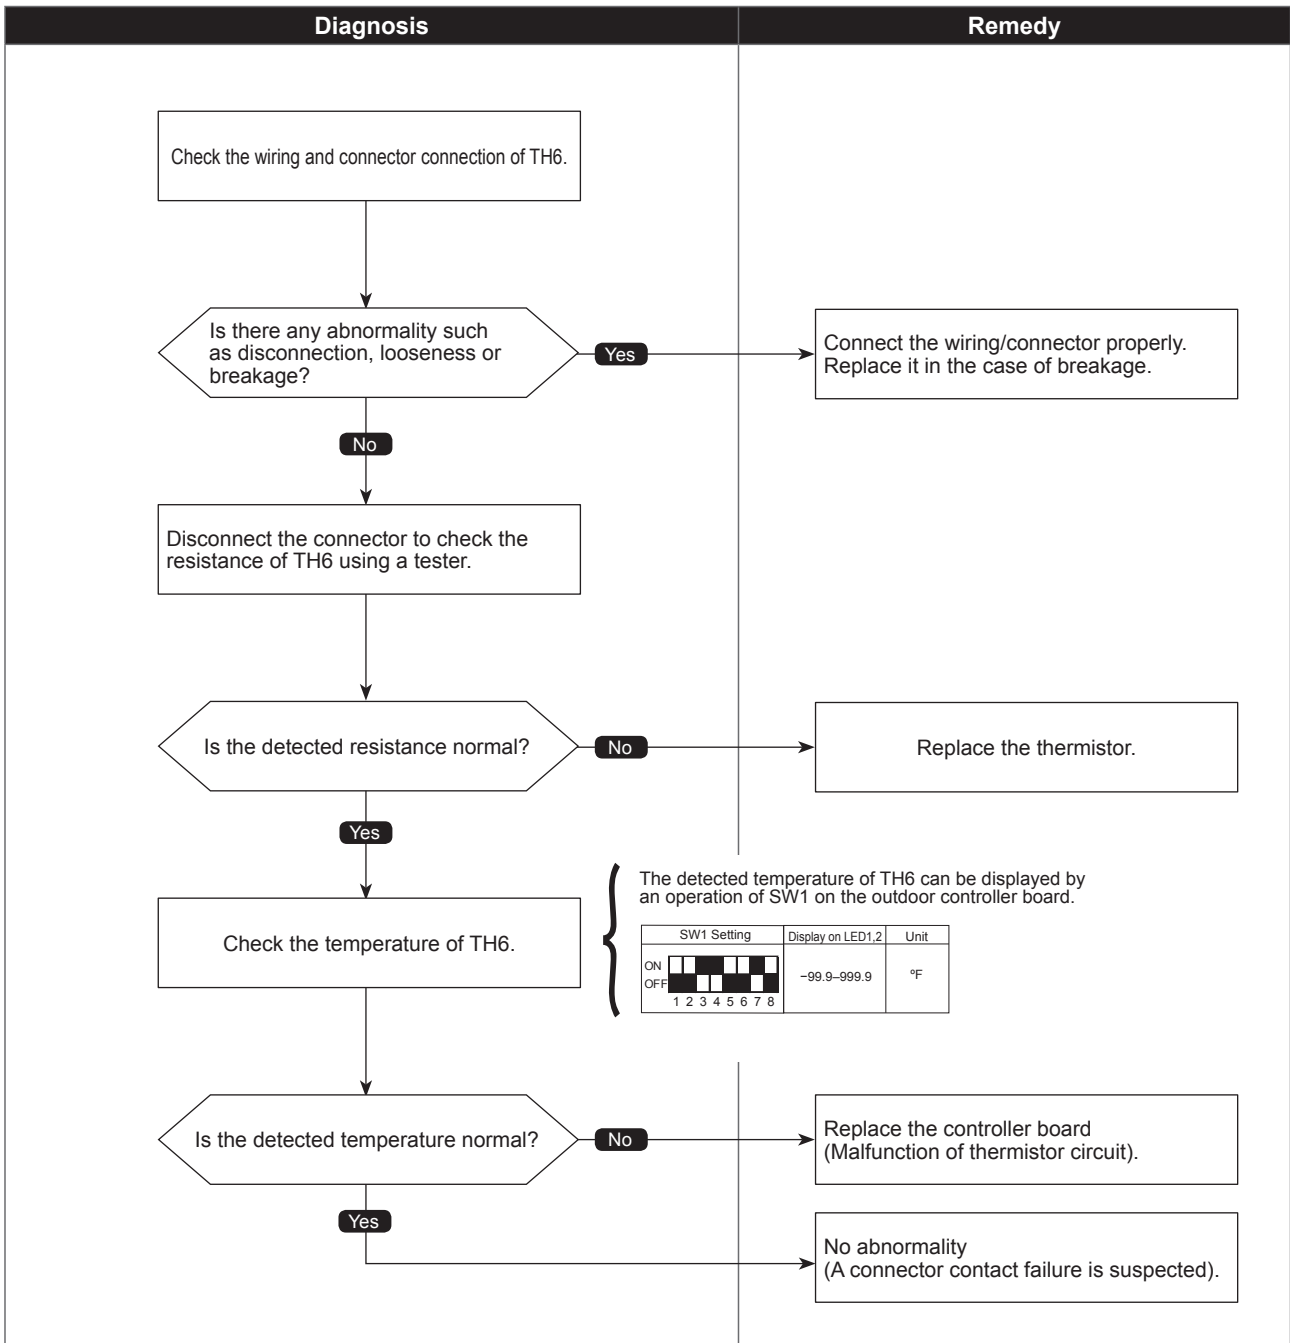 Diagnosis
Remedy
Check the wiring and connector connection of TH6.
Is there any abnormality such
as disconnection, looseness or
breakage?
Yes
Connect the wiring/connector properly.
Replace it in the case of breakage.
No
Disconnect the connector to check the
resistance of TH6 using a tester.
Is the detected resistance normal?
No
Replace the thermistor.
Yes
Check the temperature of TH6.
The detected temperature of TH6 can be displayed by
an operation of SW1 on the outdoor controller board.
SW1 Setting
Display on LED1,2
Unit
ON
OFF
1 2 3 4 5 6 7 8
−99.9–999.9
ºF
Is the detected temperature normal?
No
Replace the controller board
(Malfunction of thermistor circuit).
Yes
No abnormality
(A connector contact failure is suspected).